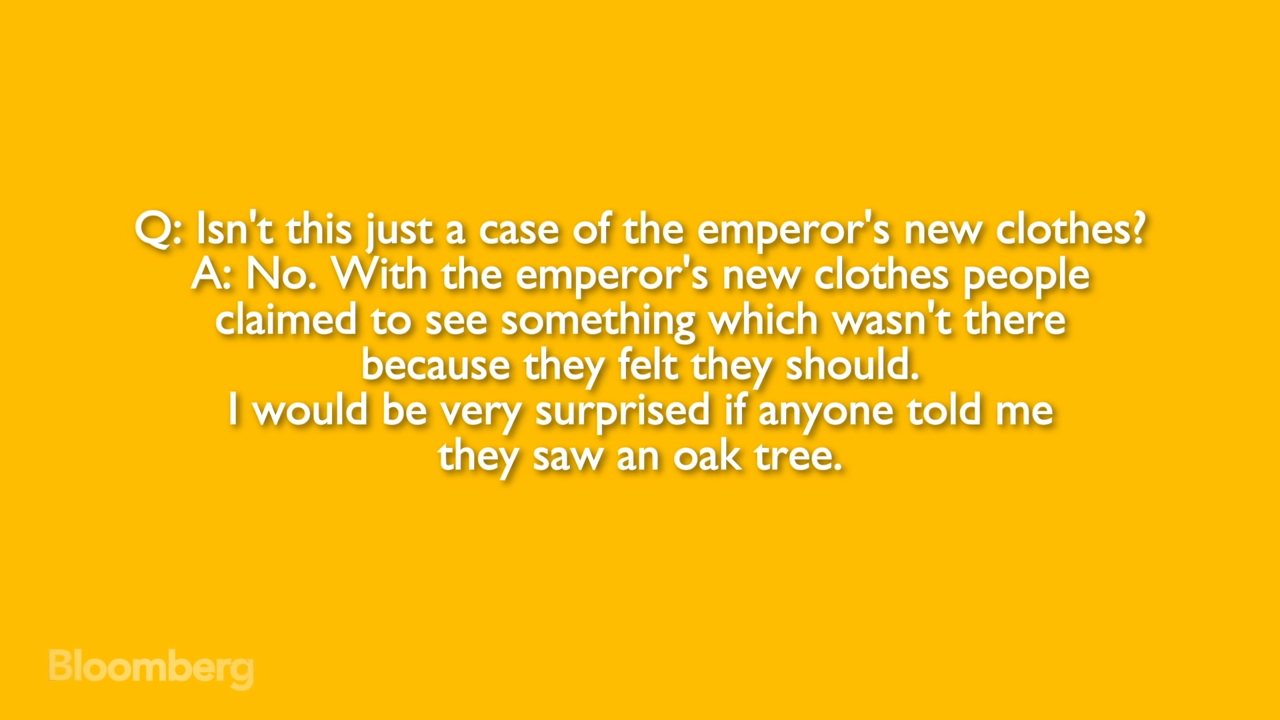 Q: Isn't this just a case of the emperor's new clothes?
A: No. With the emperor's new clothes people
claimed to see something which wasn't there
because they felt they should.
I would be very surprised if anyone told me
they saw an oak tree.
Bloomberg